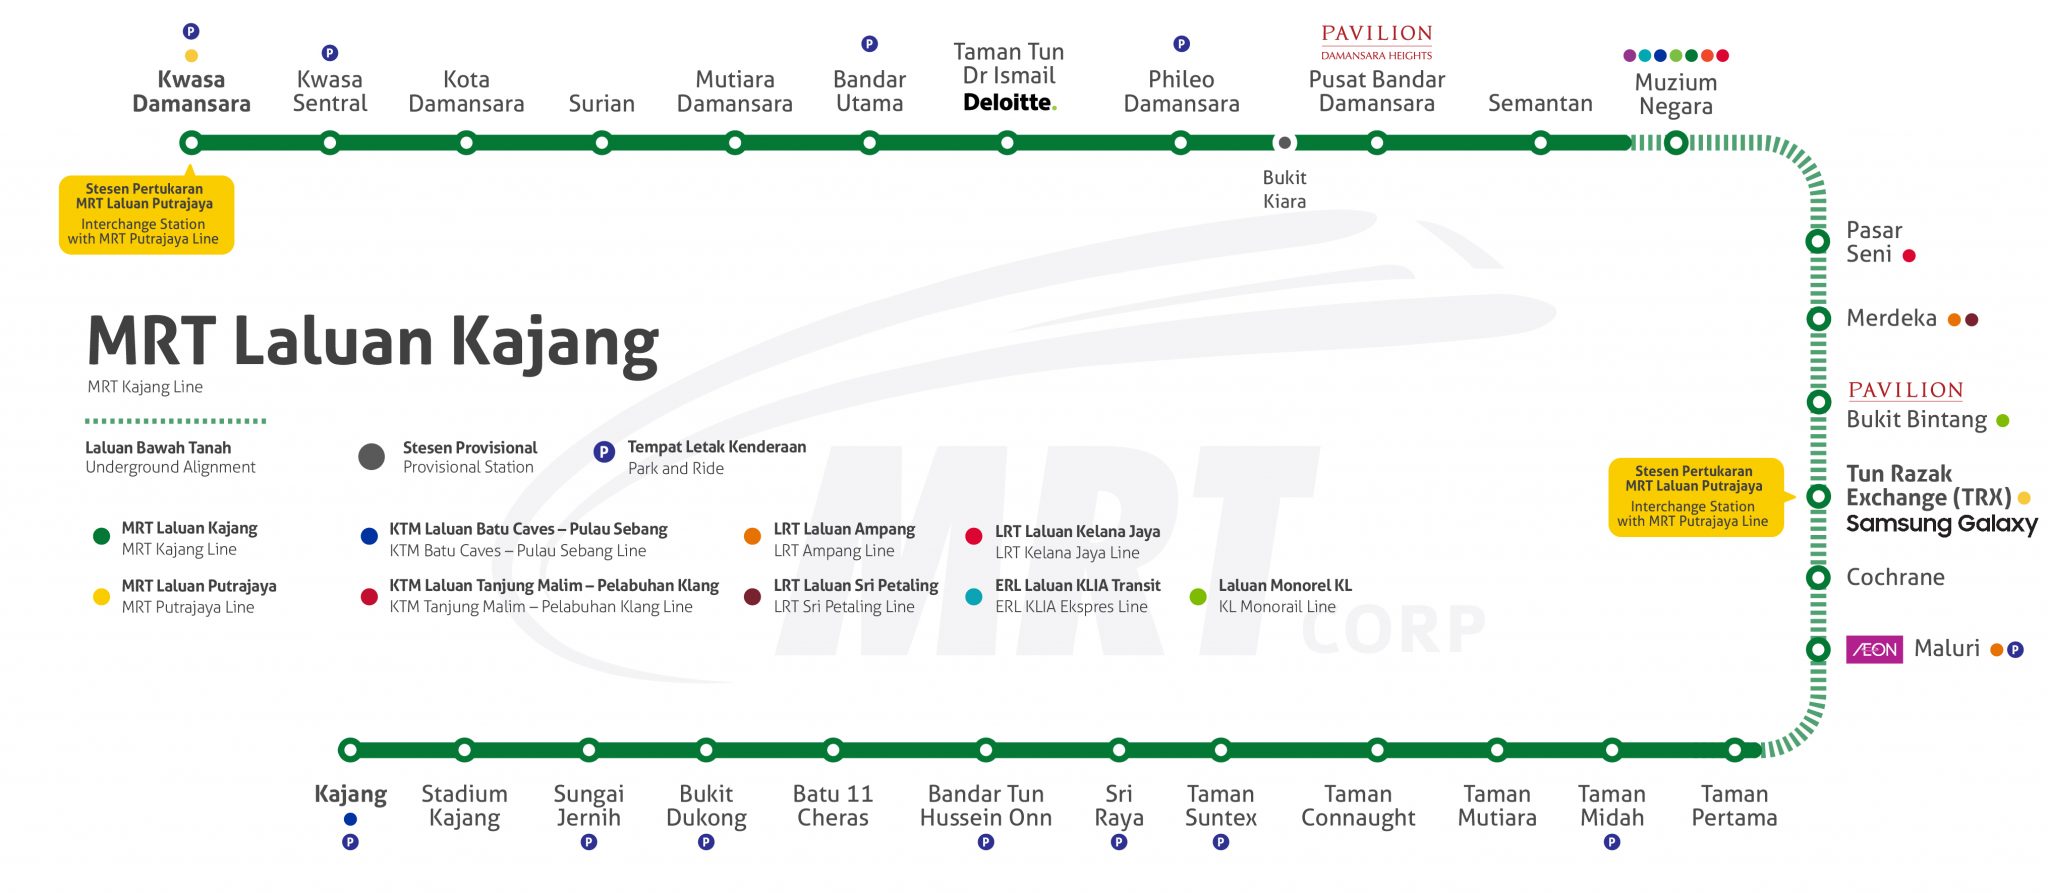 P
Kwasa
Damansara
P
Kwasa
Sentral
Kota
Damansara
Surian
Mutiara
Damansara
P
Bandar
Utama
Taman Tun
Dr Ismail
Deloitte.
P
Phileo
Damansara
PAVILION
DAMANSARA HEIGHTS
Pusat Bandar
Damansara
Semantan
Muzium
Negara
Bukit
Kiara
Stesen Pertukaran
MRT Laluan Putrajaya
Interchange Station
with MRT Putrajaya Line
Pasar
Seni
Merdeka
PAVILION
Bukit Bintang
Stesen Pertukaran
MRT Laluan Putrajaya
Interchange Station
with MRT Putrajaya Line
Tun Razak
Exchange (TRX)
Samsung Galaxy
Cochrane
AEON
Maluri
P
MRT Laluan Kajang
MRT Kajang Line
Laluan Bawah Tanah
Underground Alignment
Stesen Provisional
Provisional Station
P
Tempat Letak Kenderaan
Park and Ride
MRT Laluan Kajang
MRT Kajang Line
KTM Laluan Batu Caves – Pulau Sebang
KTM Batu Caves – Pulau Sebang Line
LRT Laluan Ampang
LRT Ampang Line
LRT Laluan Kelana Jaya
LRT Kelana Jaya Line
MRT Laluan Putrajaya
MRT Putrajaya Line
KTM Laluan Tanjung Malim – Pelabuhan Klang
KTM Tanjung Malim – Pelabuhan Klang Line
LRT Laluan Sri Petaling
LRT Sri Petaling Line
ERL Laluan KLIA Transit
ERL KLIA Ekspres Line
Laluan Monorel KL
KL Monorail Line
MRT
CORP
Kajang
P
Stadium
Kajang
Sungai
Jernih
P
Bukit
Dukong
P
Batu 11
Cheras
Bandar Tun
Hussein Onn
P
Sri
Raya
P
Taman
Suntex
P
Taman
Connaught
Taman
Mutiara
Taman
Midah
P
Taman
Pertama